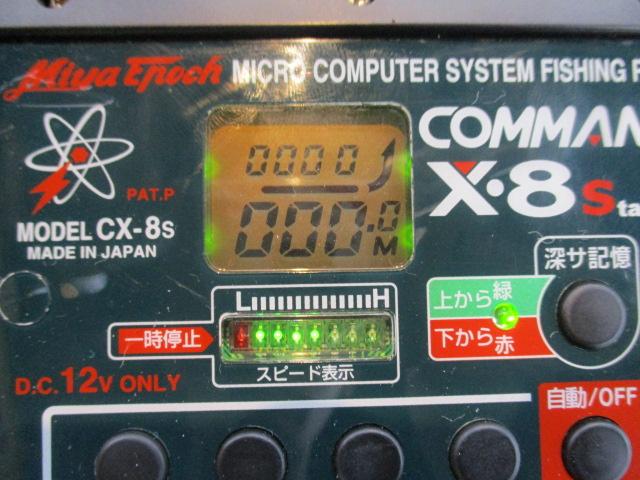 Miya Epoch MICRO COMPUTER SYSTEM FISHING
COMMAN
X·8s
PAT.P
MODEL CX-8s
MADE IN JAPAN
0000
000.0
M
深サ記憶
L H
上から緑
下から赤
一時停止
スピード表示
D.C.12V ONLY
自動/OFF